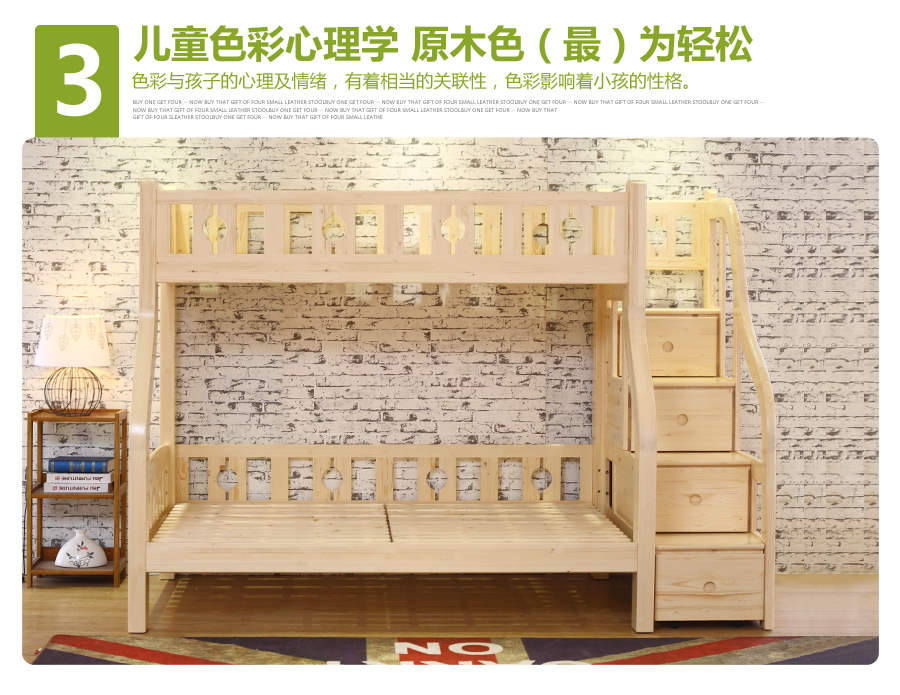 3
儿童色彩心理学 原木色（最）为轻松
色彩与孩子的心理及情绪，有着相当的关联性，色彩影响着小孩的性格。
BUY ONE GET FOUR -- NOW BUY THAT GIFT OF FOUR SMALL LEATHER STOOLBUY ONE GET FOUR -- NOW BUY THAT GIFT OF FOUR SMALL LEATHER STOOLBUY ONE GET FOUR -- NOW BUY THAT GIFT OF FOUR SMALL LEATHER STOOLBUY ONE GET FOUR --
NOW BUY THAT GIFT OF FOUR SMALL LEATHER STOOLBUY ONE GET FOUR -- NOW BUY THAT GIFT OF FOUR SMALL LEATHER STOOLBUY ONE GET FOUR -- NOW BUY THAT
GIFT OF FOUR SLEATHER STOOLBUY ONE GET FOUR -- NOW BUY THAT GIFT OF FOUR SMALL LEATHE
NO